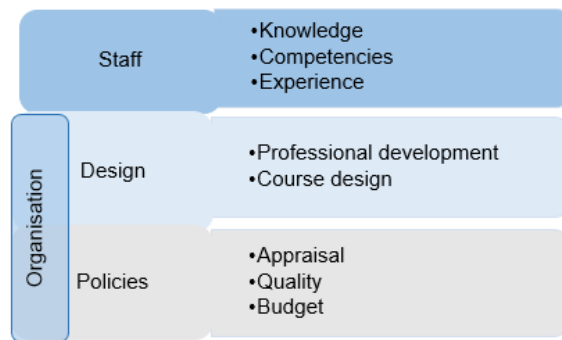 Staff
•Knowledge
•Competencies
•Experience
Organisation
Design
•Professional development
•Course design
Policies
•Appraisal
•Quality
•Budget